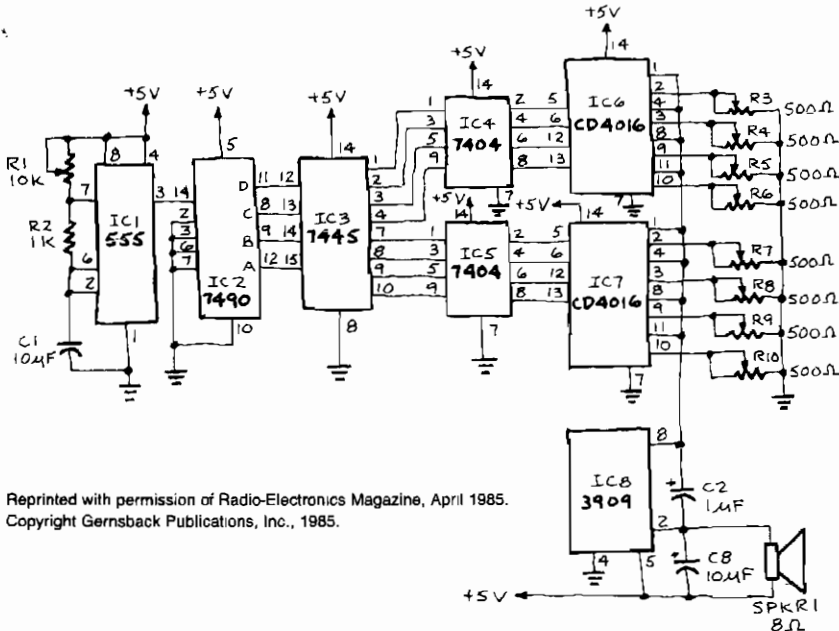 +5V
+5V
+5V
+5V
+5V
14
14
14
R1
10K
R2
1K
C1
10µF
7
6
2
8
4
3
1
IC1
555
5
14
2
3
6
7
10
D
C
B
A
IC2
7490
11
8
9
12
12
13
14
15
IC3
7445
1
2
3
4
7
8
9
10
8
1
3
5
9
IC4
7404
2
4
6
8
7
5
6
12
13
IC6
CD4016
1
2
4
3
8
9
11
10
7
R3
500Ω
R4
500Ω
R5
500Ω
R6
500Ω
+5V
14
+5V
14
1
3
5
9
IC5
7404
2
4
6
8
7
5
6
12
13
IC7
CD4016
1
2
4
3
8
9
11
10
7
R7
500Ω
R8
500Ω
R9
500Ω
R10
500Ω
IC8
3909
8
2
4
5
+
C2
1µF
+
C8
10µF
+5V
SPKR1
8Ω
Reprinted with permission of Radio-Electronics Magazine, April 1985.
Copyright Gernsback Publications, Inc., 1985.